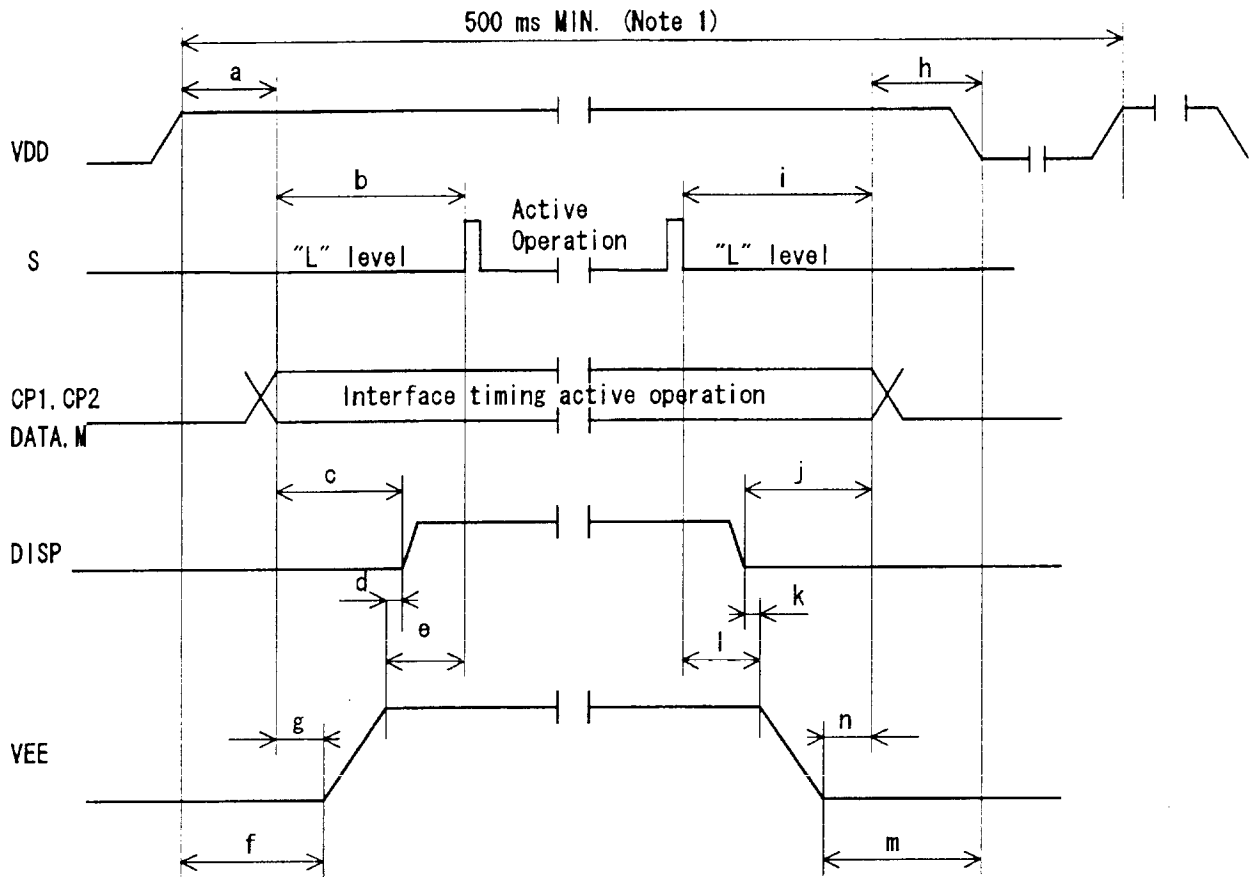 500 ms MIN. (Note 1)
a
h
VDD
b
i
Active
Operation
S
"L" level
"L" level
CP1, CP2
DATA, M
Interface timing active operation
c
j
DISP
d
k
e
l
g
n
VEE
f
m